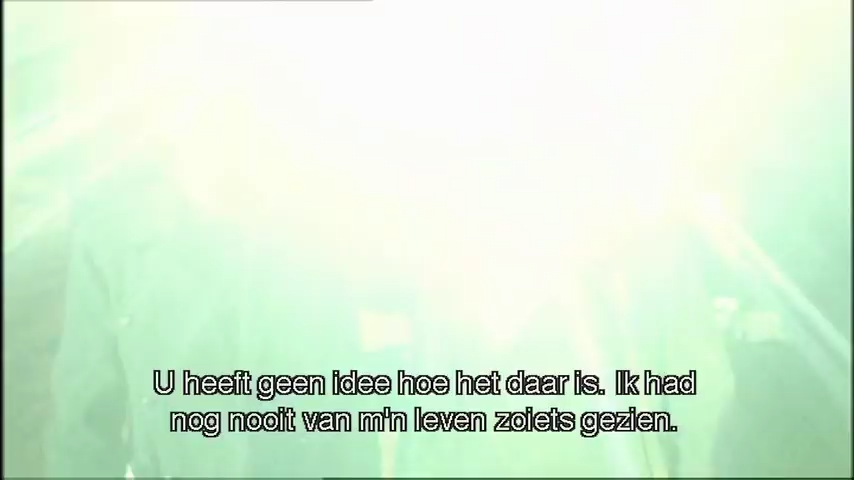 U heeft geen idee hoe het daar is. Ik had
nog nooit van m'n leven zoiets gezien.